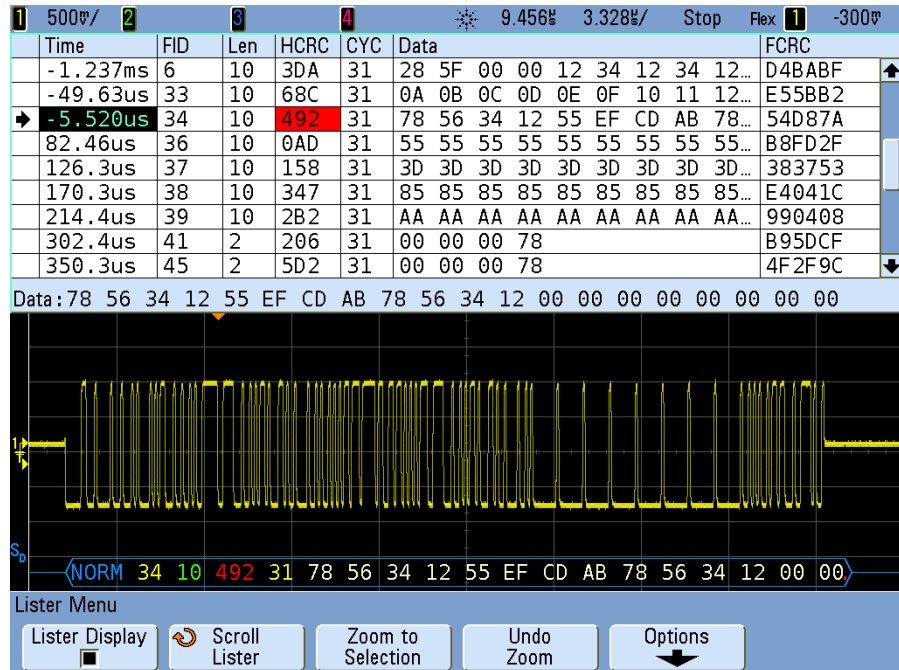 1 500mV/ 2 3 4 9.456% 3.328%/ Stop Flex 1 -300mV
Time FID Len HCRC CYC Data FCRC
-1.237ms 6 10 3DA 31 28 5F 00 00 12 34 12 34 12… D4BABF
-49.63us 33 10 68C 31 0A 0B 0C 0D 0E 0F 10 11 12… E55BB2
-5.520us 34 10 492 31 78 56 34 12 55 EF CD AB 78… 54D87A
82.46us 36 10 0AD 31 55 55 55 55 55 55 55 55 55… B8FD2F
126.3us 37 10 158 31 3D 3D 3D 3D 3D 3D 3D 3D 3D… 383753
170.3us 38 10 347 31 85 85 85 85 85 85 85 85 85… E4041C
214.4us 39 10 2B2 31 AA AA AA AA AA AA AA AA AA… 990408
302.4us 41 2 206 31 00 00 00 78 B95DCF
350.3us 45 2 5D2 31 00 00 00 78 4F2F9C
Data:78 56 34 12 55 EF CD AB 78 56 34 12 00 00 00 00 00 00 00 00
1
T
SD
NORM 34 10 492 31 78 56 34 12 55 EF CD AB 78 56 34 12 00 00
Lister Menu
Lister Display Scroll Lister Zoom to Selection Undo Zoom Options